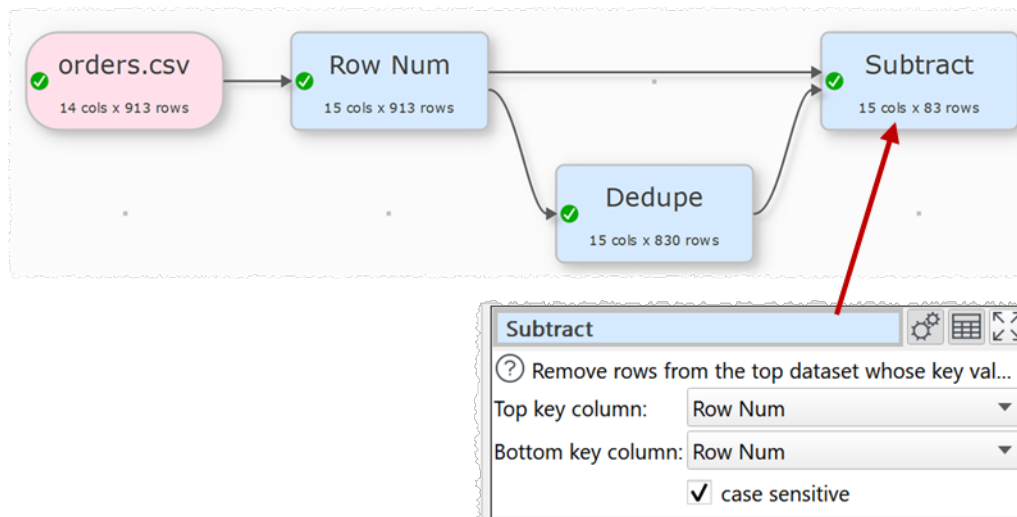 orders.csv
14 cols x 913 rows
Row Num
15 cols x 913 rows
Subtract
15 cols x 83 rows
Dedupe
15 cols x 830 rows
Subtract
? Remove rows from the top dataset whose key val...
Top key column: Row Num
Bottom key column: Row Num
case sensitive